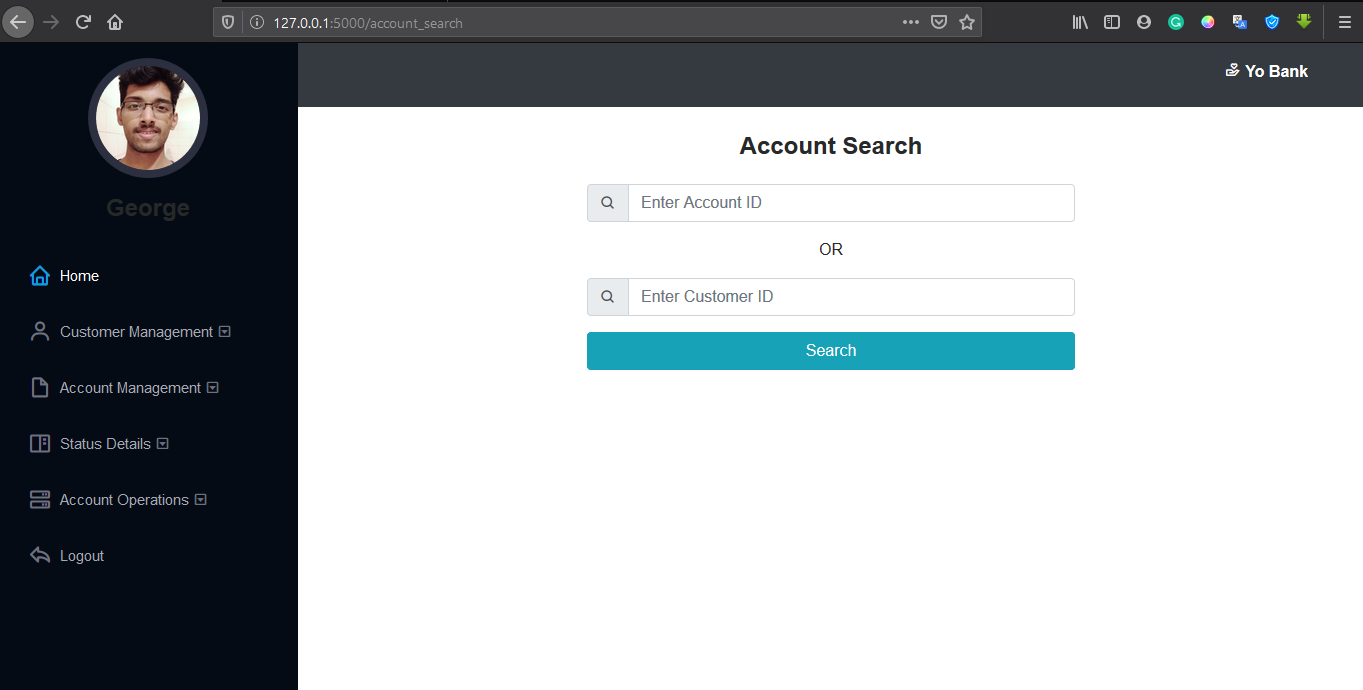 127.0.0.1:5000/account_search
Yo Bank
George
Home
Customer Management
Account Management
Status Details
Account Operations
Logout
Account Search
Enter Account ID
OR
Enter Customer ID
Search